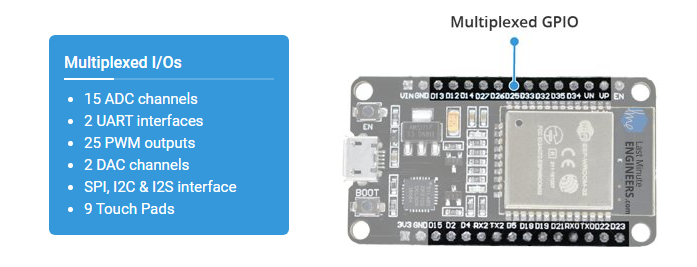 Multiplexed GPIO
Multiplexed I/Os
15 ADC channels
2 UART interfaces
25 PWM outputs
2 DAC channels
SPI, I2C & I2S interface
9 Touch Pads
VIN GND D13 D12 D14 D27 D26 D25 D33 D32 D35 D34 VN VP EN
EN
BOOT
Last Minute
ENGINEERS.com
3V3 GND D15 D2 D4 RX2 TX2 D5 D18 D19 D21 RX0 TX0 D22 D23